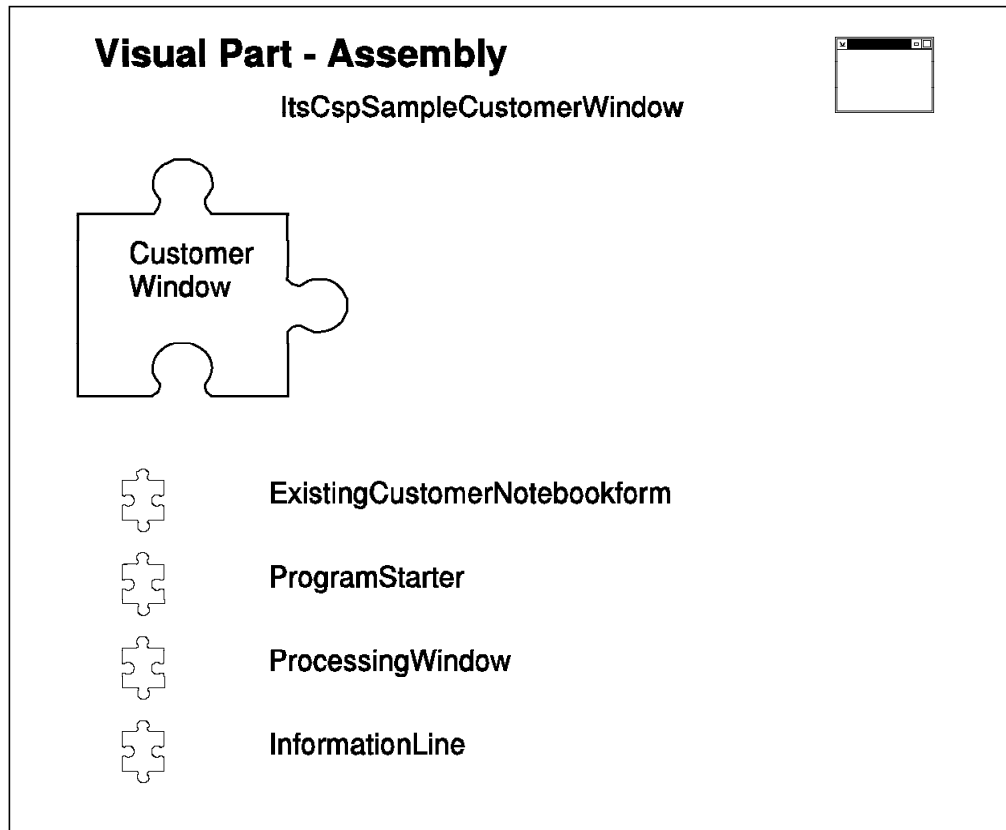 Visual Part - Assembly
ItsCspSampleCustomerWindow
Customer
Window
ExistingCustomerNotebookform
ProgramStarter
ProcessingWindow
InformationLine